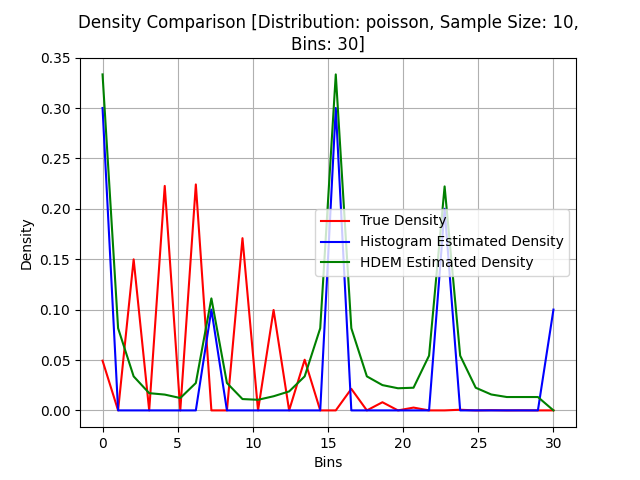 Density Comparison [Distribution: poisson, Sample Size: 10,
Bins: 30]
0.35
0.30
0.25
0.20
0.15
0.10
0.05
0.00
Density
True Density
Histogram Estimated Density
HDEM Estimated Density
0 5 10 15 20 25 30
Bins